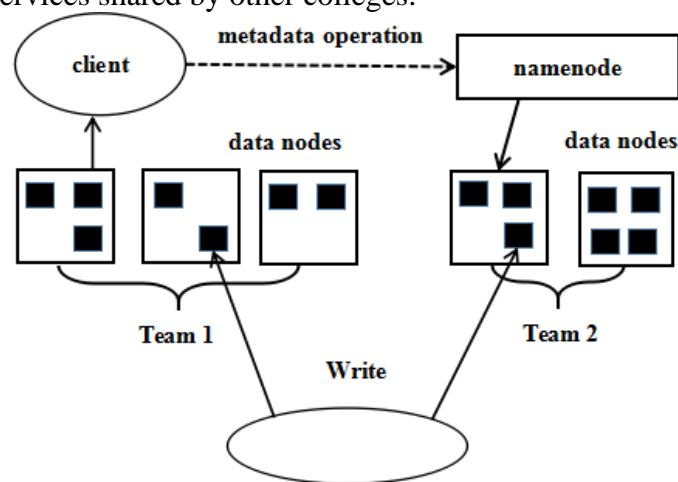 services shared by other colleges.
metadata operation
client
namenode
data nodes
data nodes
Team 1
Team 2
Write